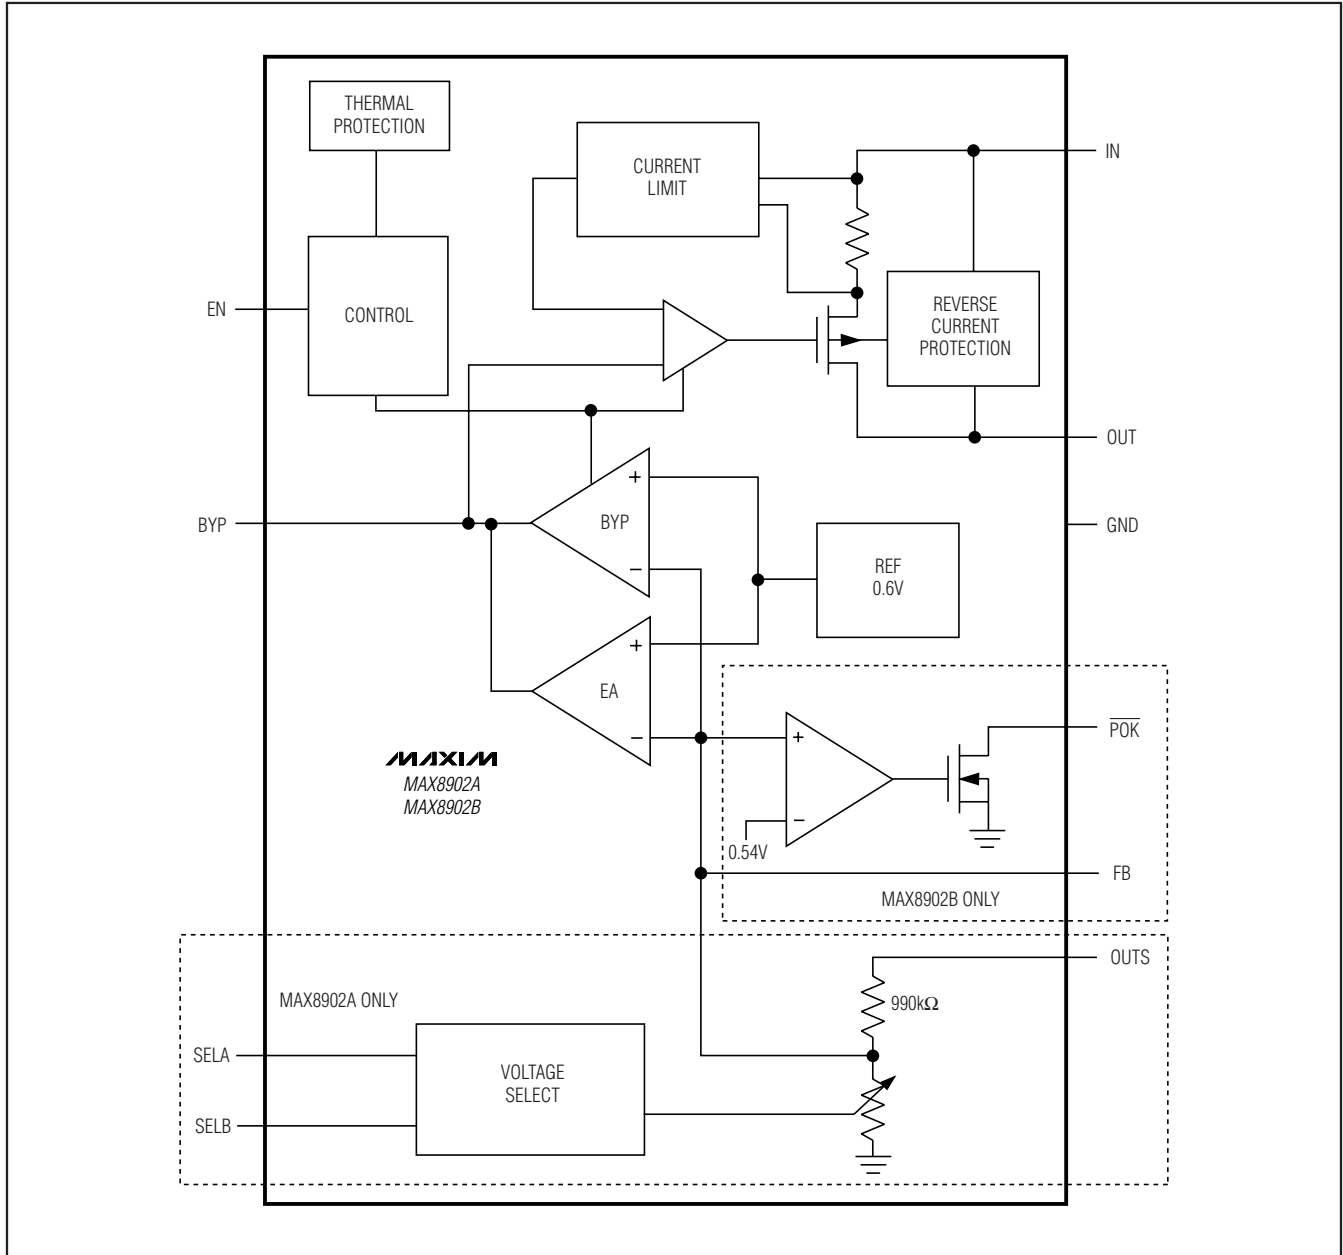 THERMAL
PROTECTION
CURRENT
LIMIT
IN
EN
CONTROL
REVERSE
CURRENT
PROTECTION
OUT
+
BYP
BYP
GND
REF
0.6V
−
+
EA
−
+
POK
MAXIM
MAX8902A
MAX8902B
−
0.54V
FB
MAX8902B ONLY
OUTS
MAX8902A ONLY
990kΩ
SELA
VOLTAGE
SELECT
SELB